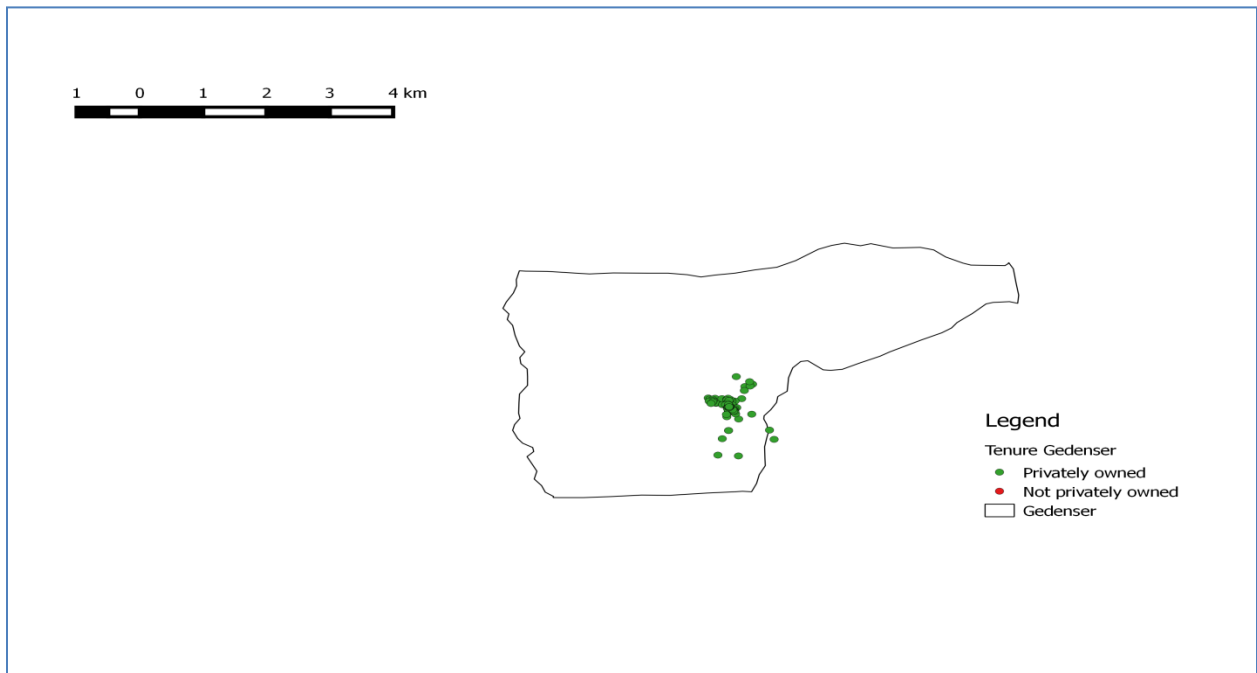 1 0 1 2 3 4 km
Legend
Tenure Gedenser
Privately owned
Not privately owned
Gedenser